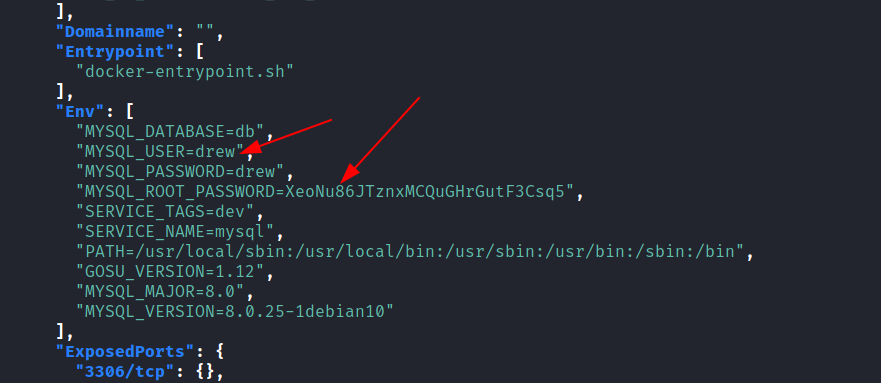 ],
"Domainname": "",
"Entrypoint": [
"docker-entrypoint.sh"
],
"Env": [
"MYSQL_DATABASE=db",
"MYSQL_USER=drew",
"MYSQL_PASSWORD=drew",
"MYSQL_ROOT_PASSWORD=XeoNu86JTznxMCQuGHrGutF3Csq5",
"SERVICE_TAGS=dev",
"SERVICE_NAME=mysql",
"PATH=/usr/local/sbin:/usr/local/bin:/usr/sbin:/usr/bin:/sbin:/bin",
"GOSU_VERSION=1.12",
"MYSQL_MAJOR=8.0",
"MYSQL_VERSION=8.0.25-1debian10"
],
"ExposedPorts": {
"3306/tcp": {},